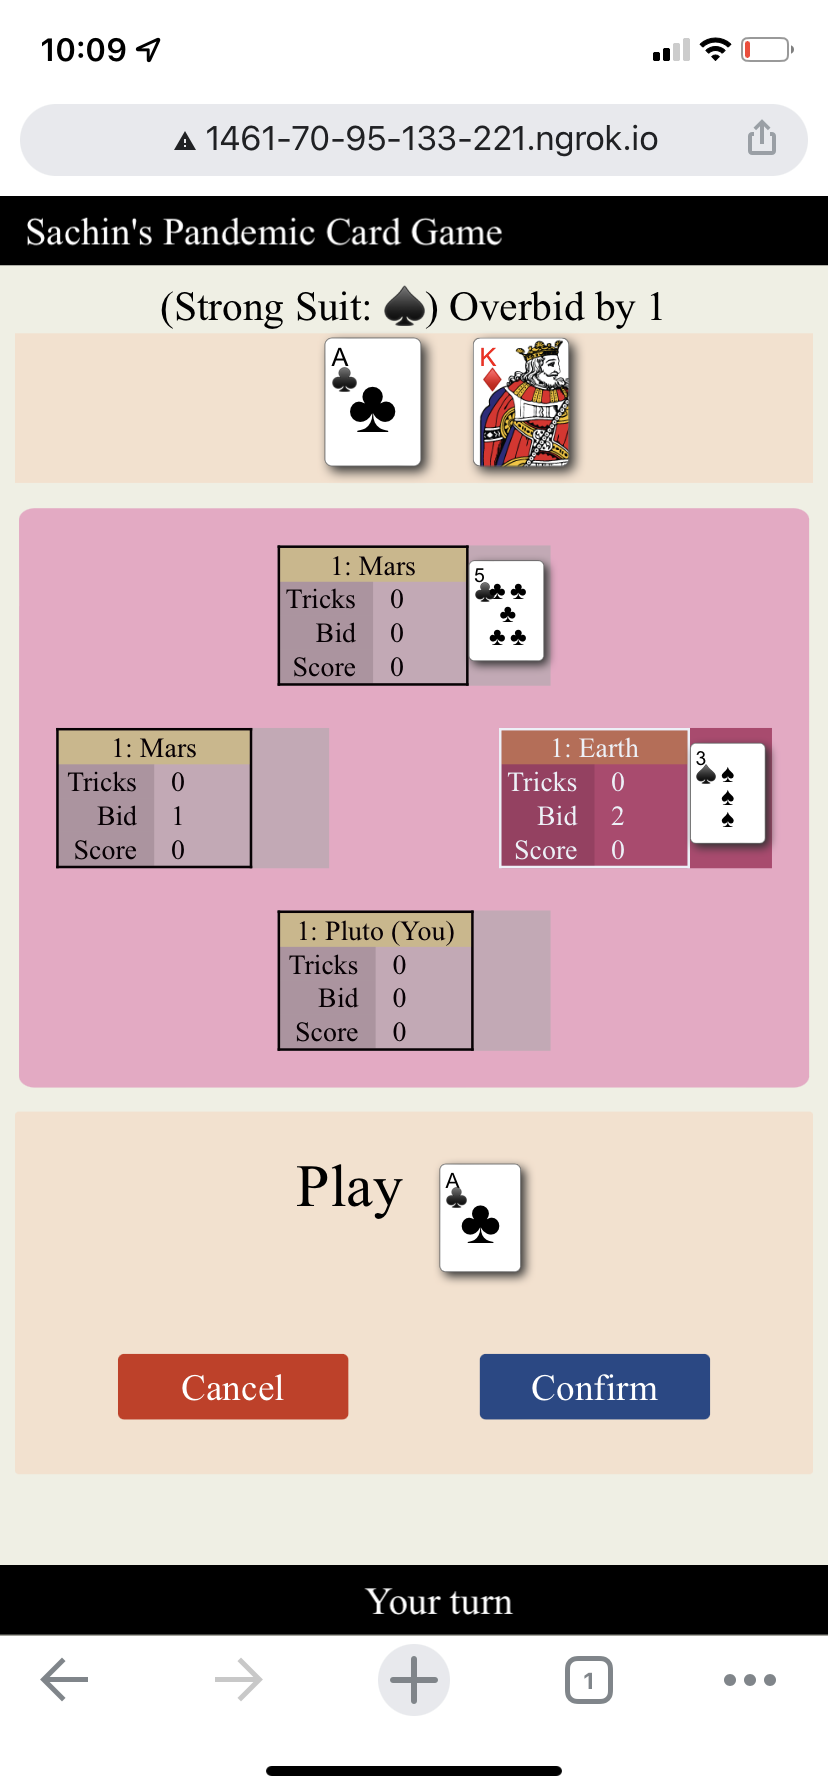 10:09
1461-70-95-133-221.ngrok.io
Sachin's Pandemic Card Game
(Strong Suit: ♠) Overbid by 1
A
K
1: Mars
Tricks 0
Bid 0
Score 0
5
1: Mars
Tricks 0
Bid 1
Score 0
1: Earth
Tricks 0
Bid 2
Score 0
3
1: Pluto (You)
Tricks 0
Bid 0
Score 0
Play
A
Cancel
Confirm
Your turn
1